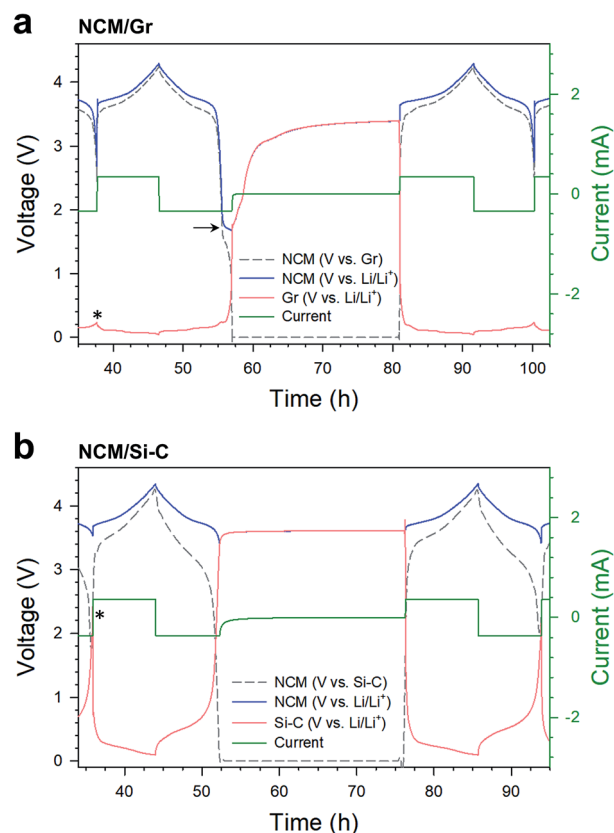 a NCM/Gr
Voltage (V)
4
3
2
1
0
2
0
-2
Current (mA)
NCM (V vs. Gr)
NCM (V vs. Li/Li⁺)
Gr (V vs. Li/Li⁺)
Current
*
40 50 60 70 80 90 100
Time (h)
b NCM/Si-C
Voltage (V)
4
3
2
1
0
2
0
-2
Current (mA)
*
NCM (V vs. Si-C)
NCM (V vs. Li/Li⁺)
Si-C (V vs. Li/Li⁺)
Current
40 50 60 70 80 90
Time (h)